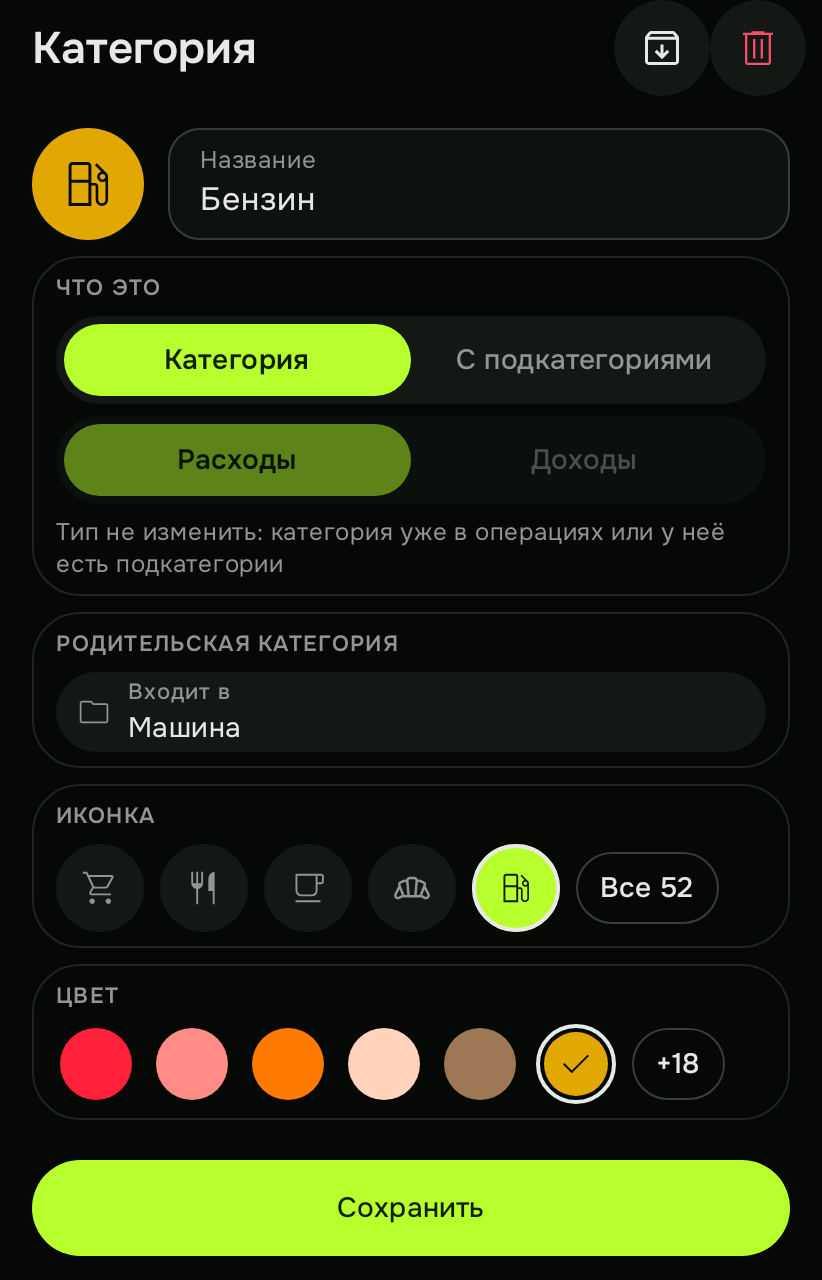 Категория
Название
Бензин
ЧТО ЭТО
Категория
С подкатегориями
Расходы
Доходы
Тип не изменить: категория уже в операциях или у неё
есть подкатегории
РОДИТЕЛЬСКАЯ КАТЕГОРИЯ
Входит в
Машина
ИКОНКА
Все 52
ЦВЕТ
+18
Сохранить